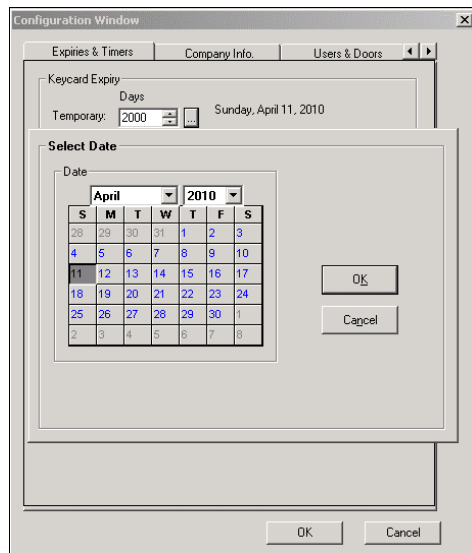 Configuration Window
Expiries & Timers Company Info. Users & Doors
Keycard Expiry
Days
Temporary: 2000 ... Sunday, April 11, 2010
Select Date
Date
April 2010
S M T W T F S
28 29 30 31 1 2 3
4 5 6 7 8 9 10
11 12 13 14 15 16 17
18 19 20 21 22 23 24
25 26 27 28 29 30 1
2 3 4 5 6 7 8
OK
Cancel
OK Cancel